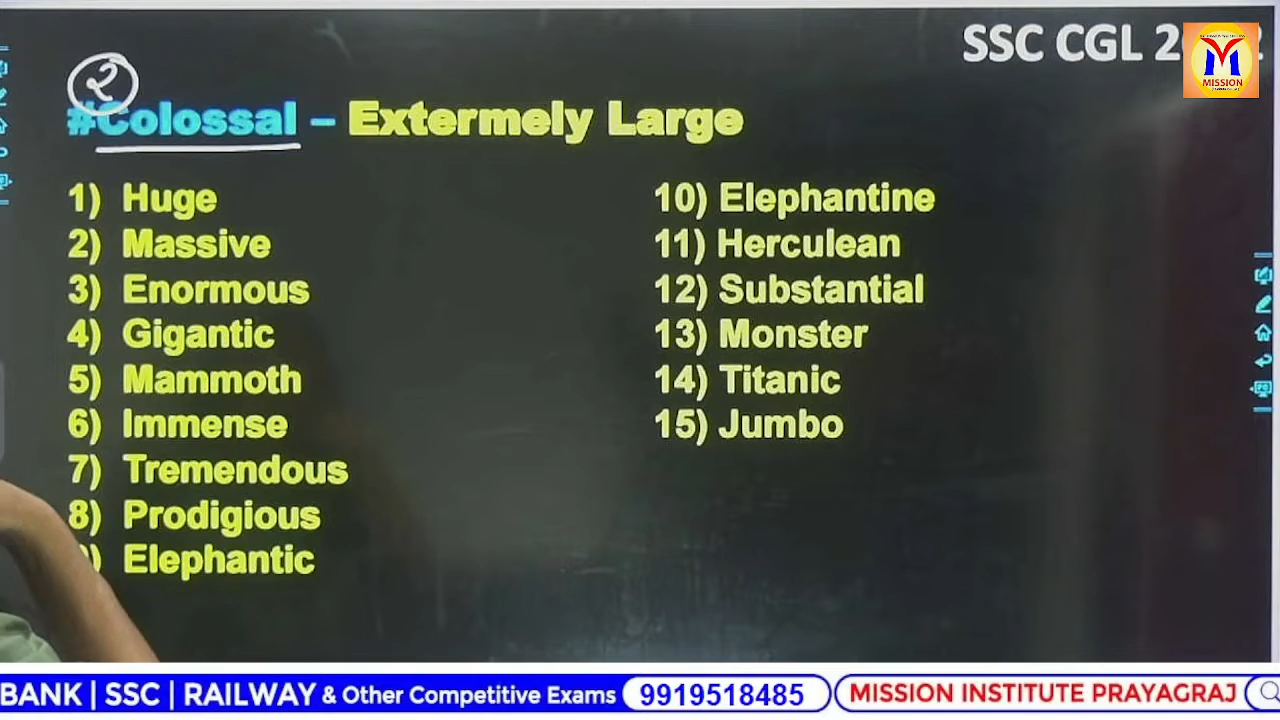 SSC CGL 2
MISSION
२
#Colossal – Extermely Large
1) Huge
2) Massive
3) Enormous
4) Gigantic
5) Mammoth
6) Immense
7) Tremendous
8) Prodigious
Elephantic
10) Elephantine
11) Herculean
12) Substantial
13) Monster
14) Titanic
15) Jumbo
BANK | SSC | RAILWAY & Other Competitive Exams 9919518485 MISSION INSTITUTE PRAYAGRAJ